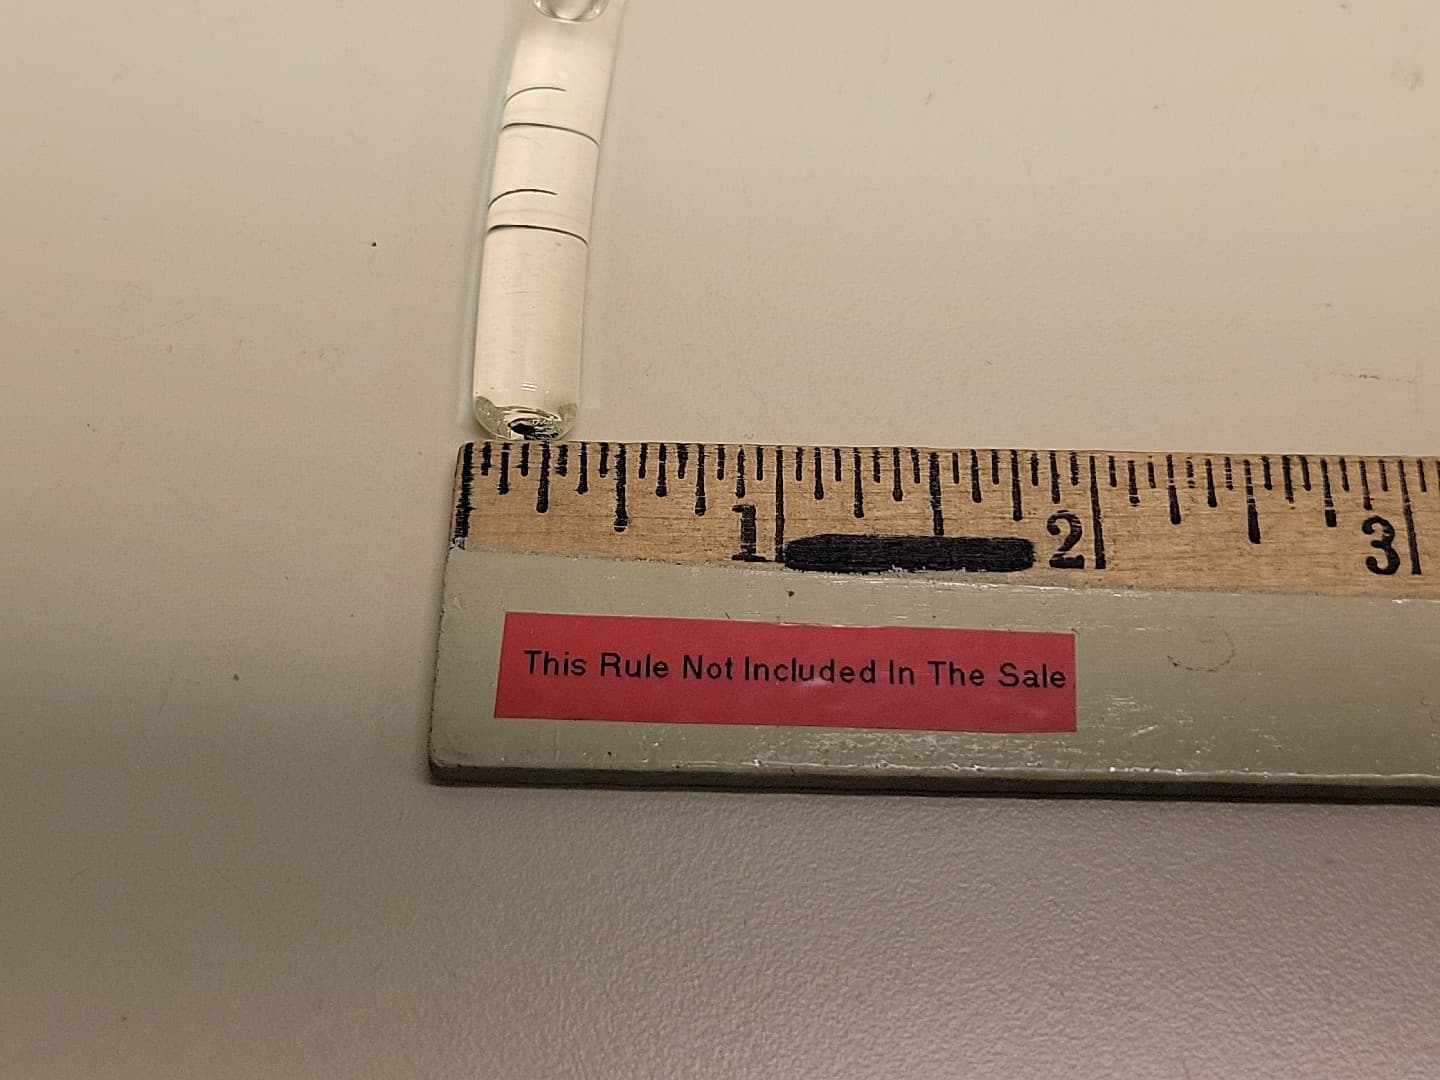 1 2 3
This Rule Not Included In The Sale